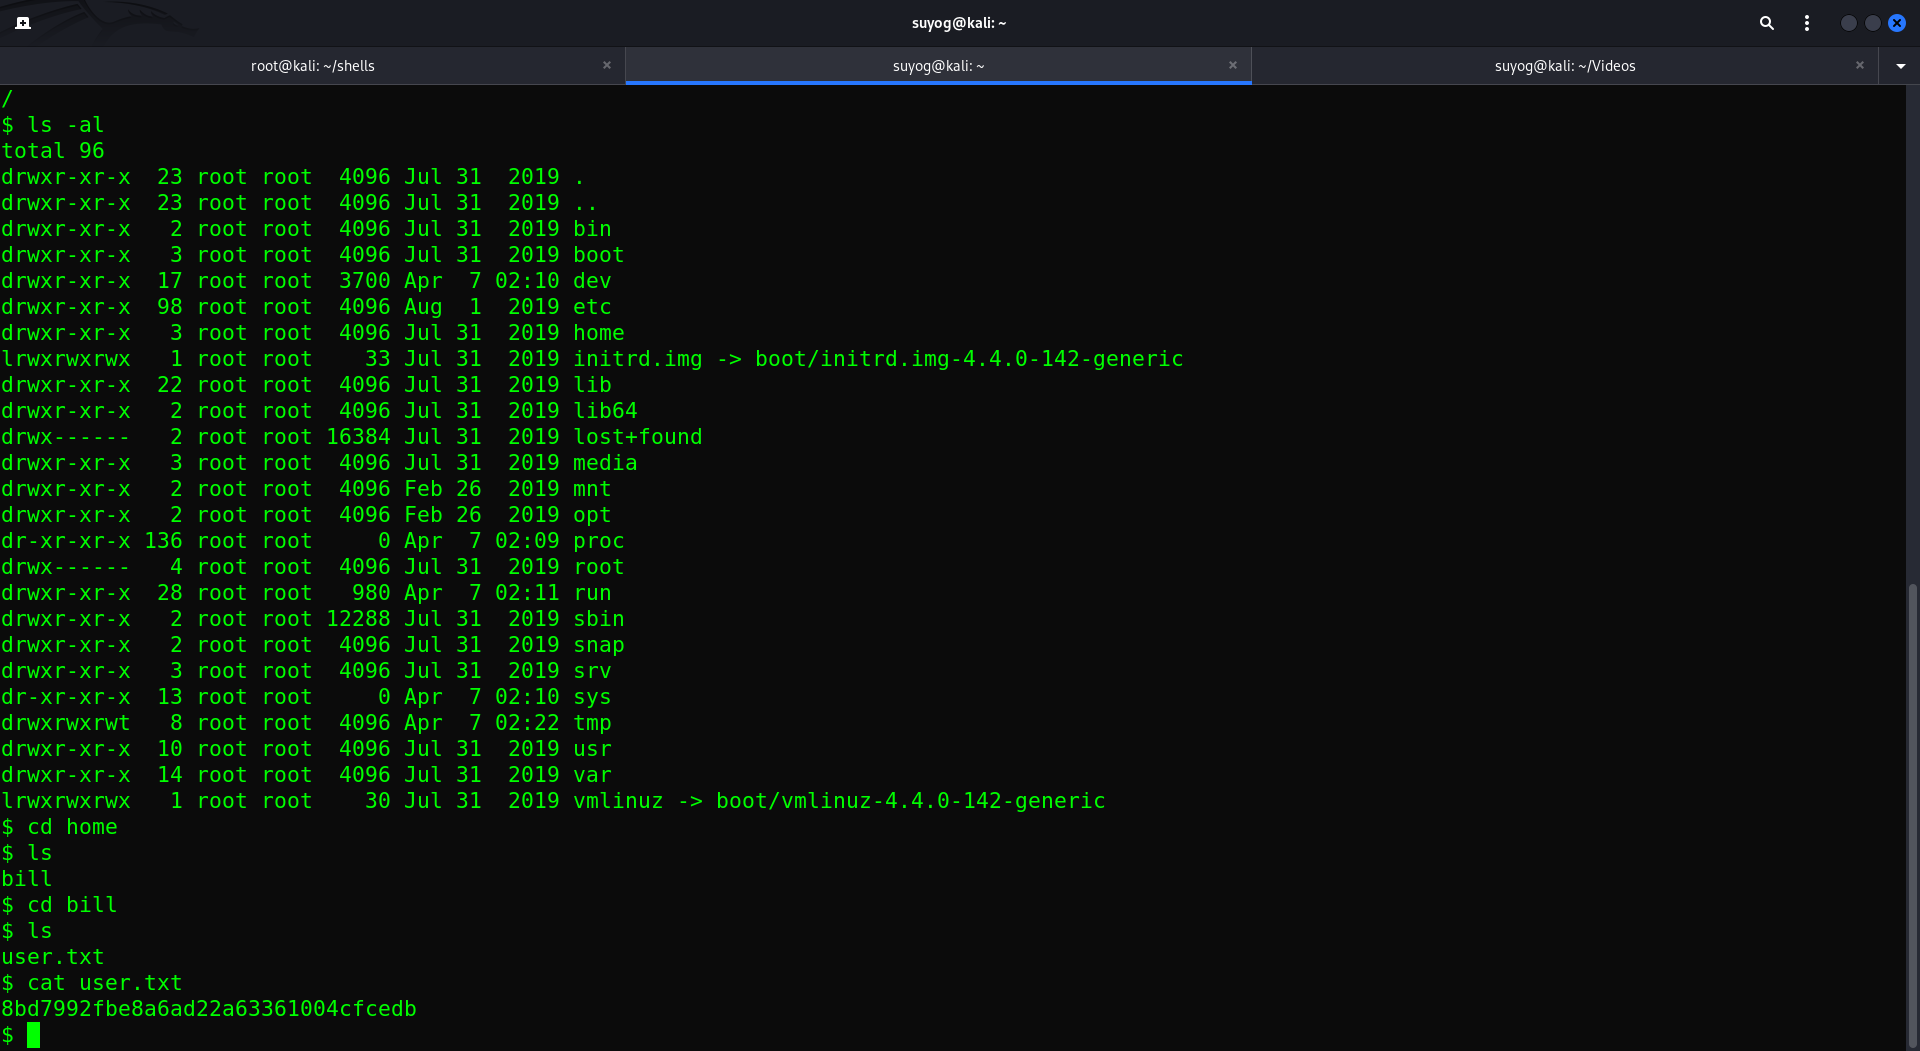 suyog@kali: ~
root@kali: ~/shells
suyog@kali: ~
suyog@kali: ~/Videos
/
$ ls -al
total 96
drwxr-xr-x  23 root root  4096 Jul 31  2019 .
drwxr-xr-x  23 root root  4096 Jul 31  2019 ..
drwxr-xr-x   2 root root  4096 Jul 31  2019 bin
drwxr-xr-x   3 root root  4096 Jul 31  2019 boot
drwxr-xr-x  17 root root  3700 Apr  7 02:10 dev
drwxr-xr-x  98 root root  4096 Aug  1  2019 etc
drwxr-xr-x   3 root root  4096 Jul 31  2019 home
lrwxrwxrwx   1 root root    33 Jul 31  2019 initrd.img -> boot/initrd.img-4.4.0-142-generic
drwxr-xr-x  22 root root  4096 Jul 31  2019 lib
drwxr-xr-x   2 root root  4096 Jul 31  2019 lib64
drwx------   2 root root 16384 Jul 31  2019 lost+found
drwxr-xr-x   3 root root  4096 Jul 31  2019 media
drwxr-xr-x   2 root root  4096 Feb 26  2019 mnt
drwxr-xr-x   2 root root  4096 Feb 26  2019 opt
dr-xr-xr-x 136 root root     0 Apr  7 02:09 proc
drwx------   4 root root  4096 Jul 31  2019 root
drwxr-xr-x  28 root root   980 Apr  7 02:11 run
drwxr-xr-x   2 root root 12288 Jul 31  2019 sbin
drwxr-xr-x   2 root root  4096 Jul 31  2019 snap
drwxr-xr-x   3 root root  4096 Jul 31  2019 srv
dr-xr-xr-x  13 root root     0 Apr  7 02:10 sys
drwxrwxrwt   8 root root  4096 Apr  7 02:22 tmp
drwxr-xr-x  10 root root  4096 Jul 31  2019 usr
drwxr-xr-x  14 root root  4096 Jul 31  2019 var
lrwxrwxrwx   1 root root    30 Jul 31  2019 vmlinuz -> boot/vmlinuz-4.4.0-142-generic
$ cd home
$ ls
bill
$ cd bill
$ ls
user.txt
$ cat user.txt
8bd7992fbe8a6ad22a63361004cfcedb
$